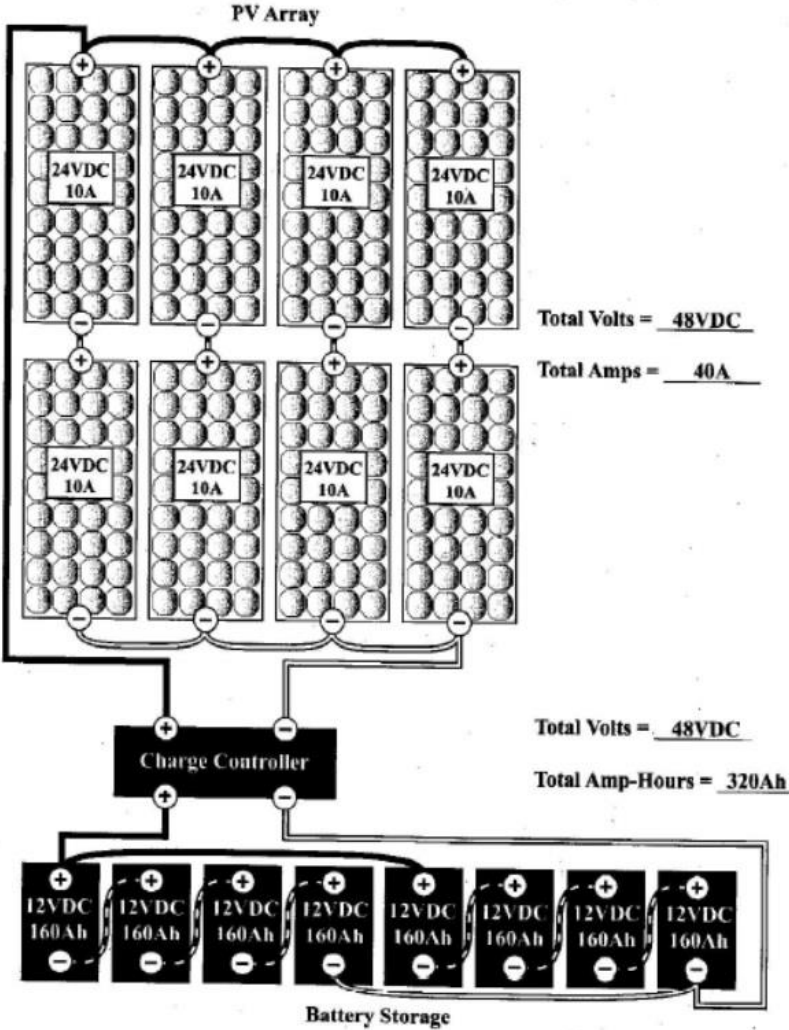 PV Array
+ + + +
24VDC 24VDC 24VDC 24VDC
10A 10A 10A 10A
− − − −
Total Volts = 48VDC
+ + + +
Total Amps = 40A
24VDC 24VDC 24VDC 24VDC
10A 10A 10A 10A
− − − −
+ −
Total Volts = 48VDC
Charge Controller
Total Amp-Hours = 320Ah
+ −
+ + + + + + + +
12VDC 12VDC 12VDC 12VDC 12VDC 12VDC 12VDC 12VDC
160Ah 160Ah 160Ah 160Ah 160Ah 160Ah 160Ah 160Ah
− − − − − − − −
Battery Storage